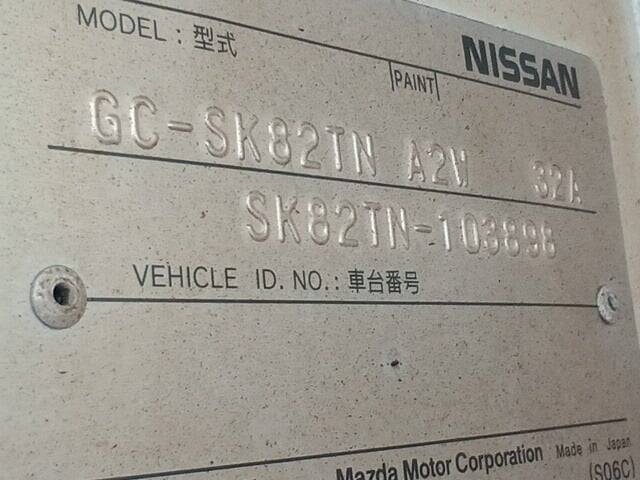 MODEL : 型式
NISSAN
PAINT
GC-SK82TN A2W 32A
SK82TN-103898
VEHICLE ID. NO. : 車台番号
Mazda Motor Corporation Made in Japan
(S06C)